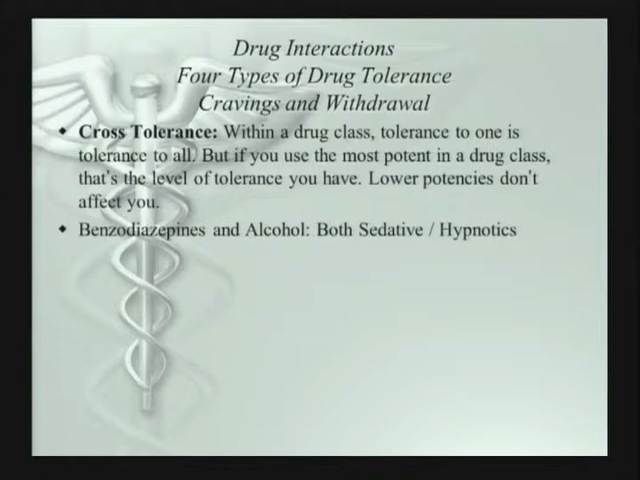 Drug Interactions
Four Types of Drug Tolerance
Cravings and Withdrawal
• Cross Tolerance: Within a drug class, tolerance to one is
tolerance to all. But if you use the most potent in a drug class,
that's the level of tolerance you have. Lower potencies don't
affect you.
• Benzodiazepines and Alcohol: Both Sedative / Hypnotics